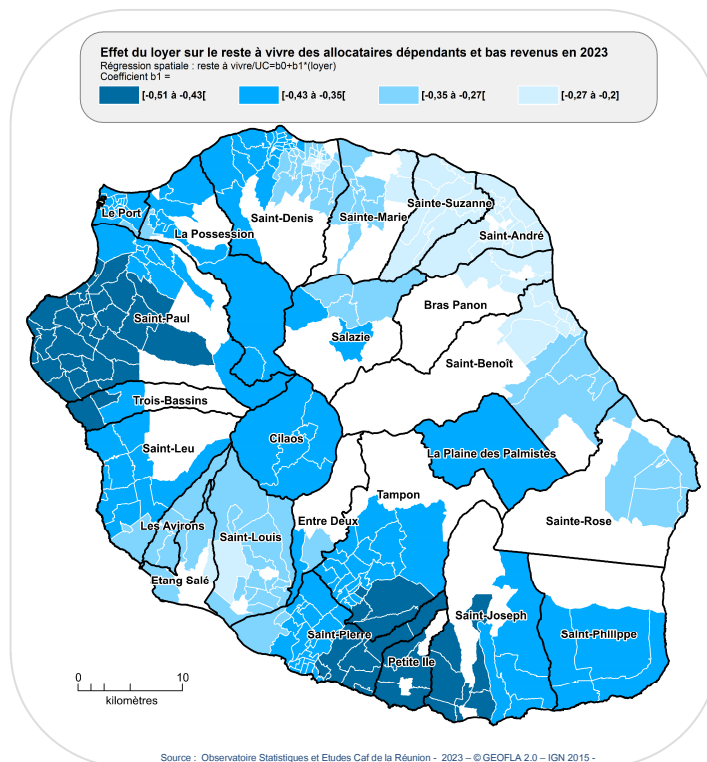 Effet du loyer sur le reste à vivre des allocataires dépendants et bas revenus en 2023
Régression spatiale : reste à vivre/UC=b0+b1*(loyer)
Coefficient b1 =
[-0,51 à -0,43[ [-0,43 à -0,35[ [-0,35 à -0,27[ [-0,27 à -0,2]
Le Port
La Possession
Saint-Denis
Sainte-Marie
Sainte-Suzanne
Saint-André
Bras Panon
Saint-Paul
Salazie
Saint-Benoît
Trois-Bassins
Saint-Leu
Cilaos
La Plaine des Palmistes
Tampon
Entre Deux
Sainte-Rose
Les Avirons
Saint-Louis
Etang Salé
Saint-Pierre
Petite Ile
Saint-Joseph
Saint-Philippe
0 10
kilomètres
Source : Observatoire Statistiques et Etudes Caf de la Réunion - 2023 – © GEOFLA 2.0 – IGN 2015 -